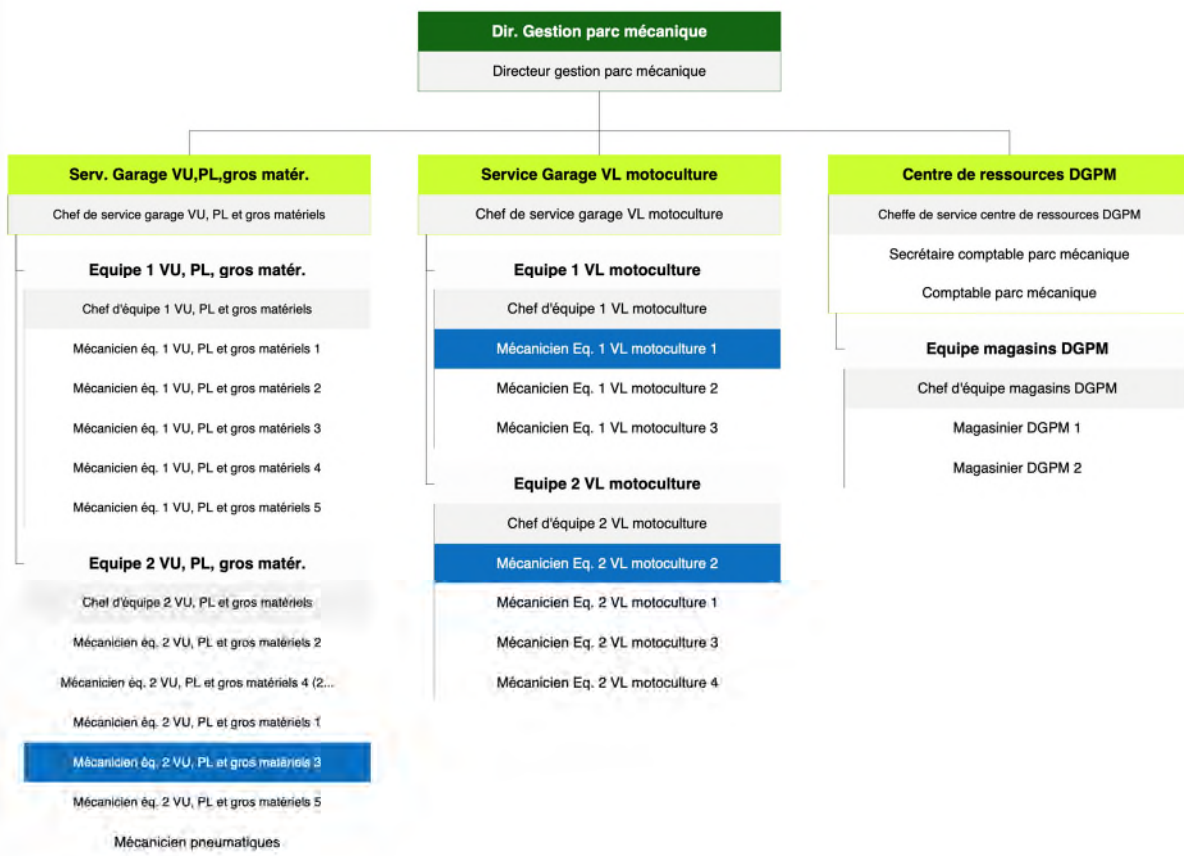 Dir. Gestion parc mécanique
Directeur gestion parc mécanique
Serv. Garage VU,PL,gros matér.
Chef de service garage VU, PL et gros matériels
Equipe 1 VU, PL, gros matér.
Chef d'équipe 1 VU, PL et gros matériels
Mécanicien éq. 1 VU, PL et gros matériels 1
Mécanicien éq. 1 VU, PL et gros matériels 2
Mécanicien éq. 1 VU, PL et gros matériels 3
Mécanicien éq. 1 VU, PL et gros matériels 4
Mécanicien éq. 1 VU, PL et gros matériels 5
Equipe 2 VU, PL, gros matér.
Chef d'équipe 2 VU, PL et gros matériels
Mécanicien éq. 2 VU, PL et gros matériels 2
Mécanicien éq. 2 VU, PL et gros matériels 4 (2...
Mécanicien éq. 2 VU, PL et gros matériels 1
Mécanicien éq. 2 VU, PL et gros matériels 3
Mécanicien éq. 2 VU, PL et gros matériels 5
Mécanicien pneumatiques
Service Garage VL motoculture
Chef de service garage VL motoculture
Equipe 1 VL motoculture
Chef d'équipe 1 VL motoculture
Mécanicien Eq. 1 VL motoculture 1
Mécanicien Eq. 1 VL motoculture 2
Mécanicien Eq. 1 VL motoculture 3
Equipe 2 VL motoculture
Chef d'équipe 2 VL motoculture
Mécanicien Eq. 2 VL motoculture 2
Mécanicien Eq. 2 VL motoculture 1
Mécanicien Eq. 2 VL motoculture 3
Mécanicien Eq. 2 VL motoculture 4
Centre de ressources DGPM
Cheffe de service centre de ressources DGPM
Secrétaire comptable parc mécanique
Comptable parc mécanique
Equipe magasins DGPM
Chef d'équipe magasins DGPM
Magasinier DGPM 1
Magasinier DGPM 2